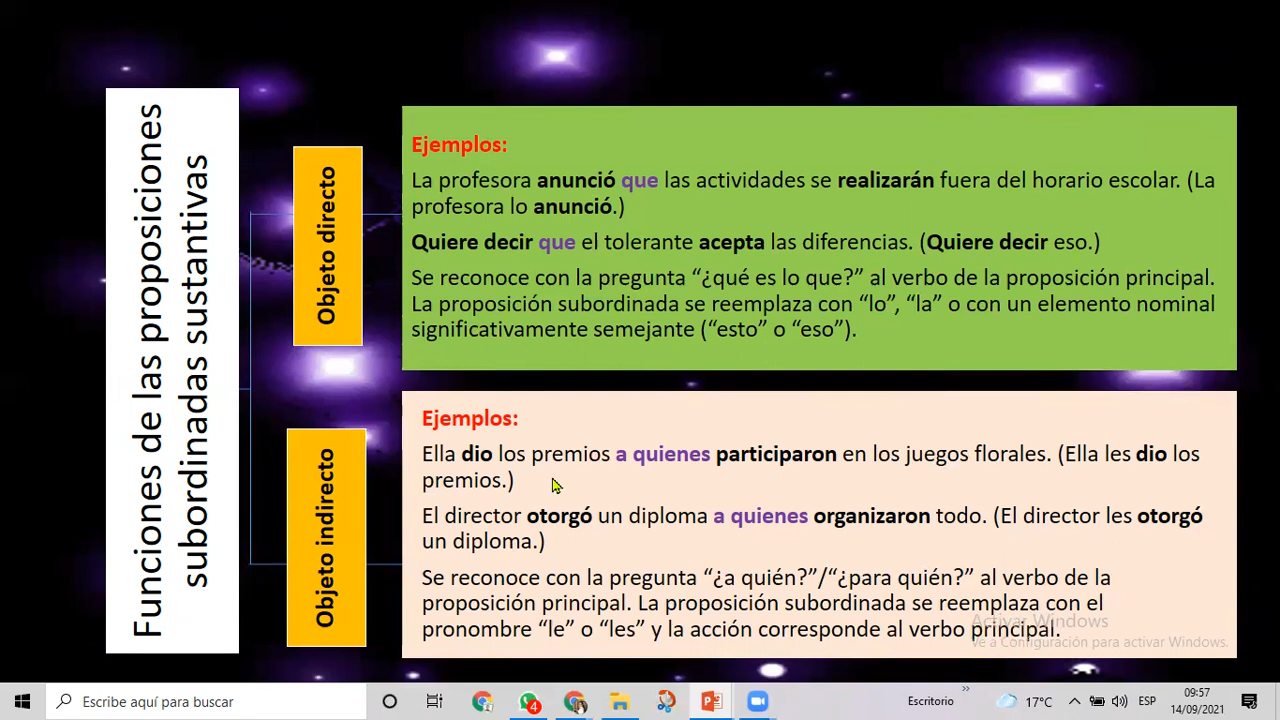 Funciones de las proposiciones
subordinadas sustantivas
Objeto directo
Ejemplos:
La profesora anunció que las actividades se realizarán fuera del horario escolar. (La
profesora lo anunció.)
Quiere decir que el tolerante acepta las diferencias. (Quiere decir eso.)
Se reconoce con la pregunta “¿qué es lo que?” al verbo de la proposición principal.
La proposición subordinada se reemplaza con “lo”, “la” o con un elemento nominal
significativamente semejante (“esto” o “eso”).
Objeto indirecto
Ejemplos:
Ella dio los premios a quienes participaron en los juegos florales. (Ella les dio los
premios.)
El director otorgó un diploma a quienes organizaron todo. (El director les otorgó
un diploma.)
Se reconoce con la pregunta “¿a quién?”/“¿para quién?” al verbo de la
proposición principal. La proposición subordinada se reemplaza con el
pronombre “le” o “les” y la acción corresponde al verbo principal.
Activar Windows
Ve a Configuración para activar Windows.
Escribe aquí para buscar
4
Escritorio
»
17°C
ESP
09:57
14/09/2021